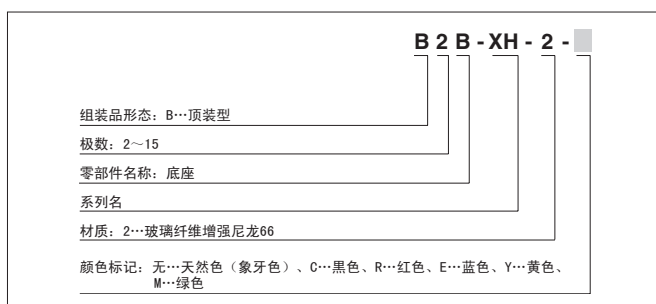 B 2 B - XH - 2 -
组装品形态：B…顶装型
极数：2～15
零部件名称：底座
系列名
材质：2…玻璃纤维增强尼龙66
颜色标记：无…天然色（象牙色）、C…黒色、R…红色、E…蓝色、Y…黄色、
M…绿色